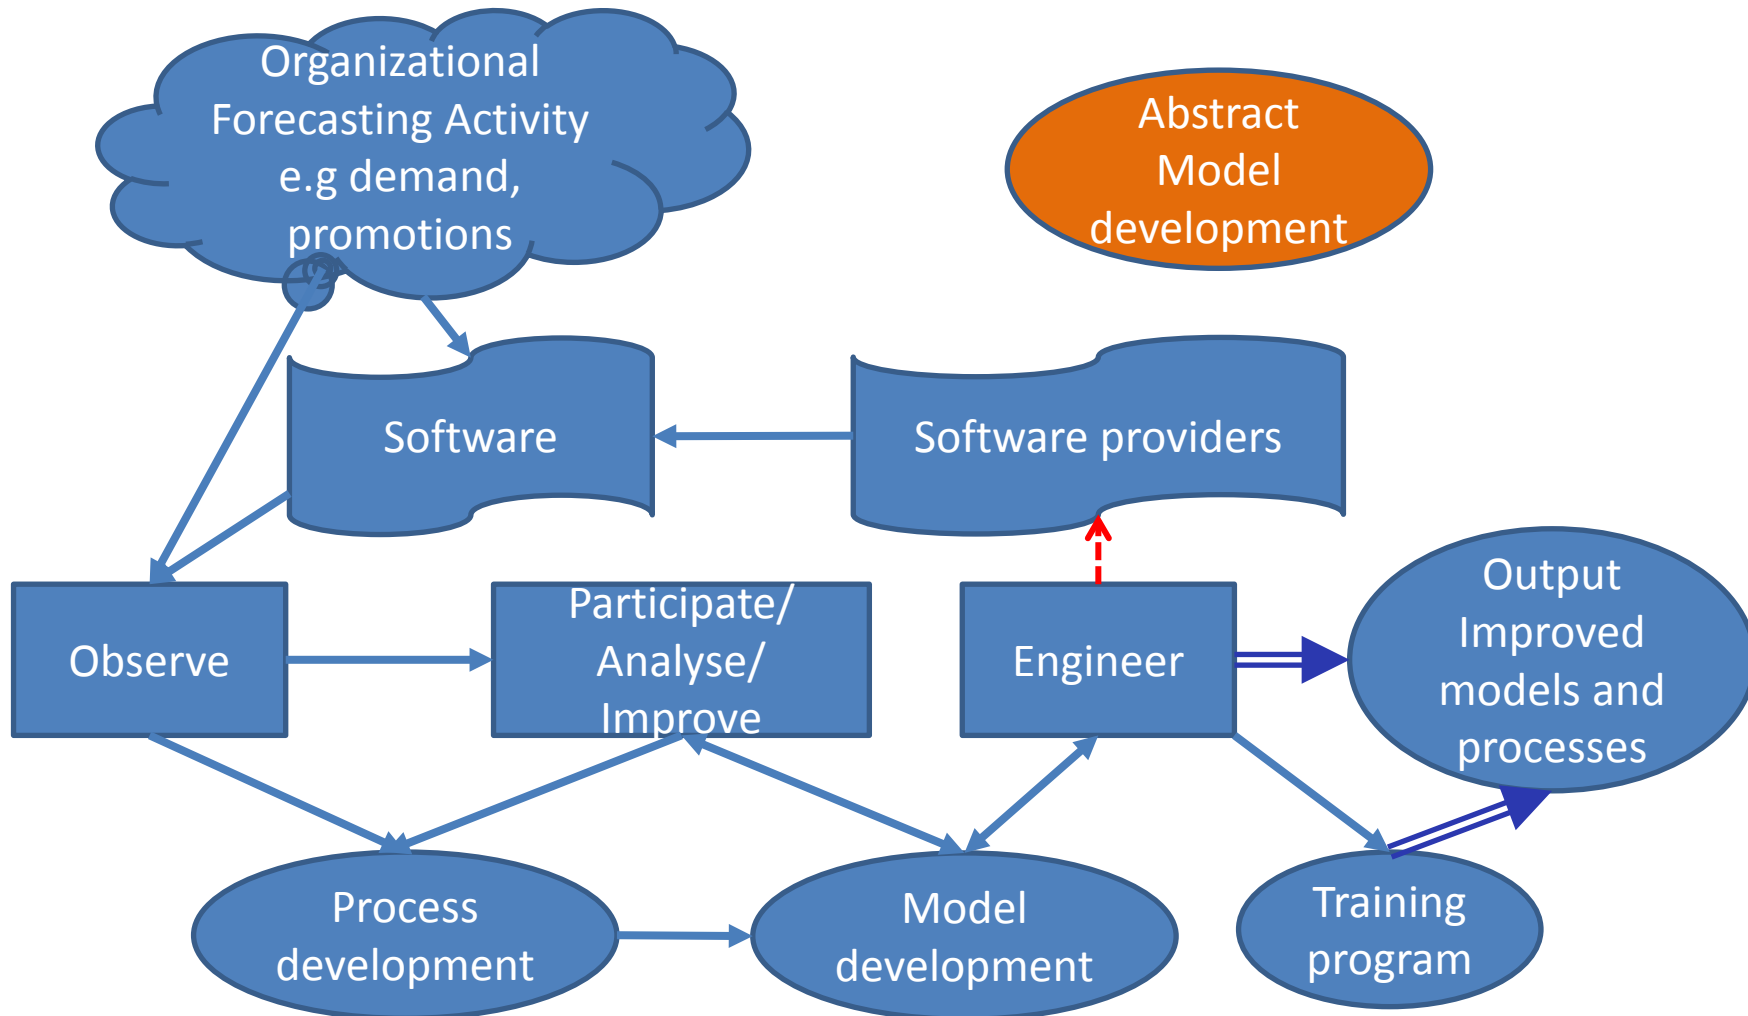 Organizational
Forecasting Activity
e.g demand,
promotions
Abstract
Model
development
Software
Software providers
Observe
Participate/
Analyse/
Improve
Engineer
Output
Improved
models and
processes
Process
development
Model
development
Training
program